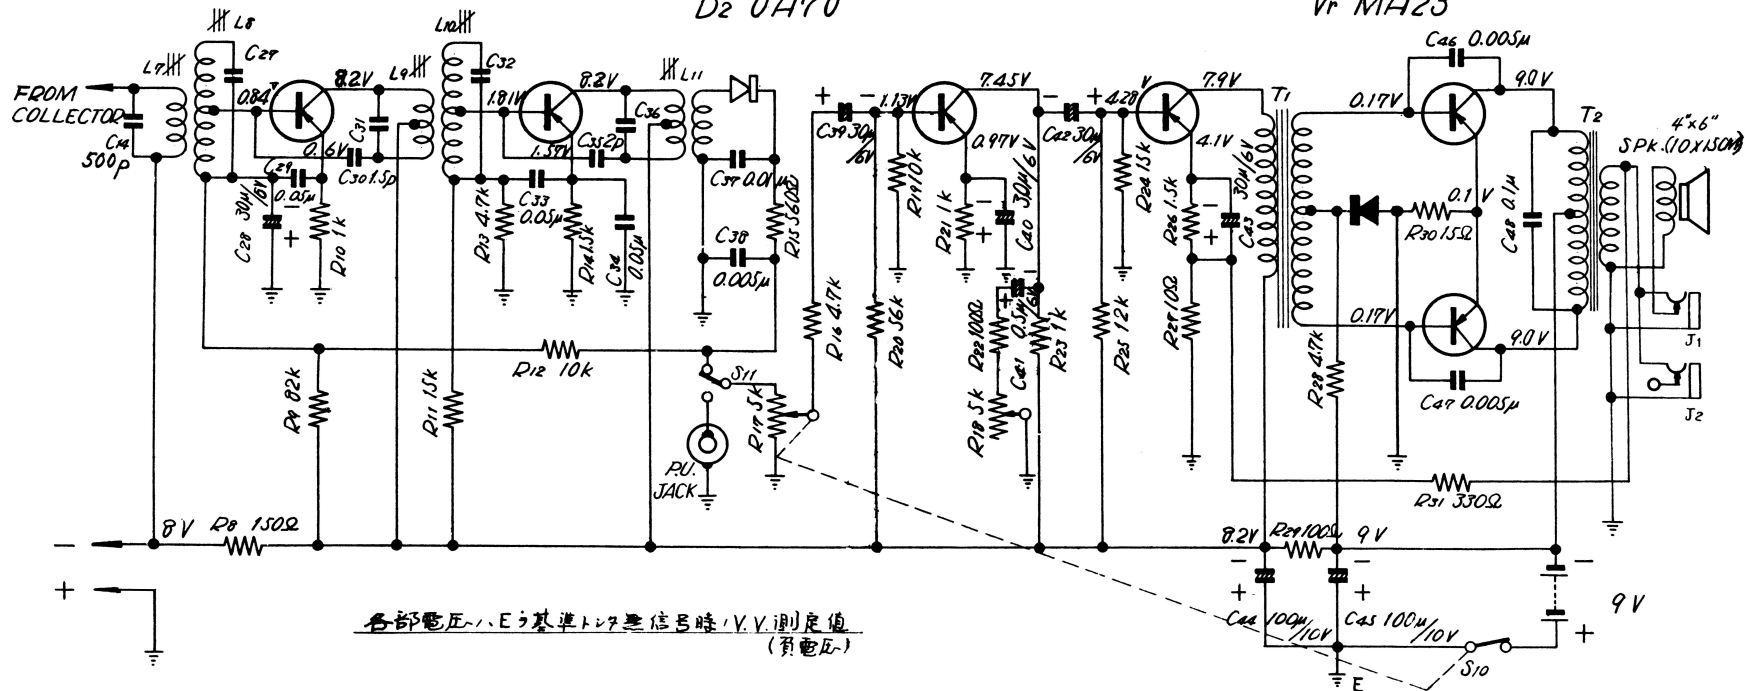 D2 OA70
Vr MA23
L8
L10
C46 0.005μ
C27
C32
L7
8.2V
L9
8.2V
L11
7.45V
7.9V
9.0V
T1
T2
4"×6"
FROM
COLLECTOR
0.84V
C31
1.81V
C36
1.13V
4.28V
0.17V
C14
500p
0.6V
C30 1.5p
1.57V
C35 2p
C39 30μ
/6V
0.97V
C42 30μ
/6V
4.1V
C29
0.05μ
C33
0.05μ
C37 0.01μ
C28 30μ
/6V
R10 1k
R13 4.7k
R14 1.5k
C34 0.05μ
C38
0.005μ
R15 560Ω
R19 10k
R21 1k
C40 30μ/6V
R24 15k
R26 1.5k
C43 30μ/6V
0.1V
R30 15Ω
C48 0.1μ
R12 10k
R16 4.7k
R20 56k
R22 100Ω
C41 0.5μ
/6V
R23 1k
R25 12k
R27 10Ω
0.17V
R28 4.7k
9.0V
C47 0.005μ
J1
J2
R9 82k
R11 15k
S11
R17 5k
R18 5k
P.U.
JACK
R31 330Ω
− 8V R8 150Ω
8.2V R29 100Ω 9V
+
C44 100μ
/10V
C45 100μ
/10V
9V
S10
E
各部電圧ハEヲ基準トシタ無信号時ノV.V.測定値
(負電圧)